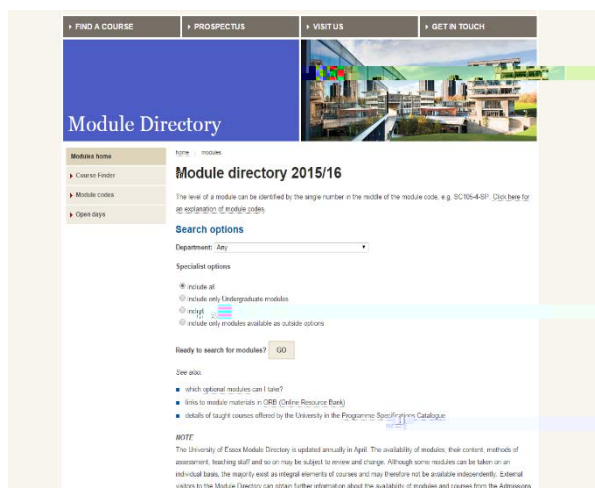 FIND A COURSE
PROSPECTUS
VISIT US
GET IN TOUCH
Module Directory
Modules home
Course Finder
Module codes
Open days
home : modules
Module directory 2015/16
The level of a module can be identified by the single number in the middle of the module code, e.g. SC105-4-SP. Click here for
an explanation of module codes.
Search options
Department: Any
Specialist options
include all
include only Undergraduate modules
includ
include only modules available as outside options
Ready to search for modules? GO
See also:
which optional modules can I take?
links to module materials in ORB (Online Resource Bank)
details of taught courses offered by the University in the Programme Specifications Catalogue
NOTE
The University of Essex Module Directory is updated annually in April. The availability of modules, their content, methods of
assessment, teaching staff and so on may be subject to review and change. Although some modules can be taken on an
individual basis, the majority exist as integral elements of courses and may therefore not be available independently. External
visitors to the Module Directory can obtain further information about the availability of modules and courses from the Admissions